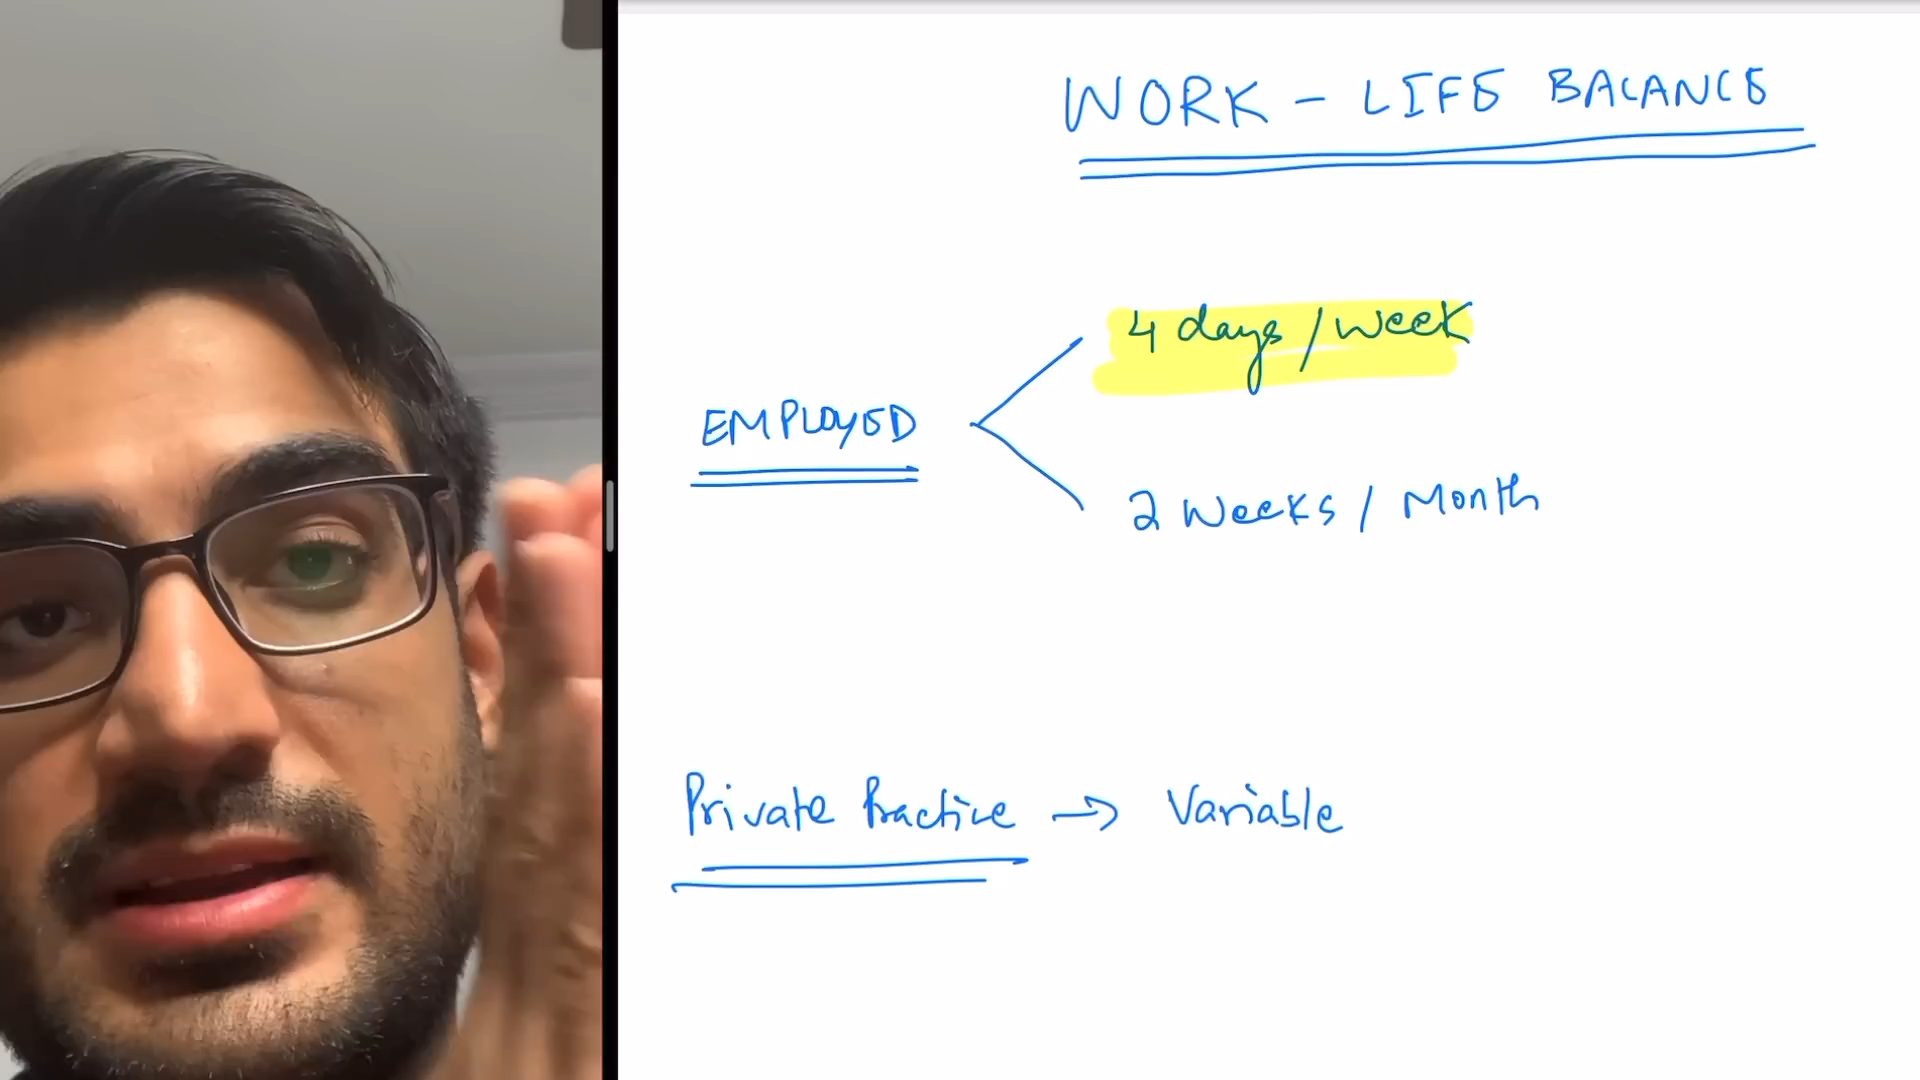 WORK - LIFE BALANCE
4 days / week
EMPLOYED
2 Weeks / Month
Private Practice → Variable